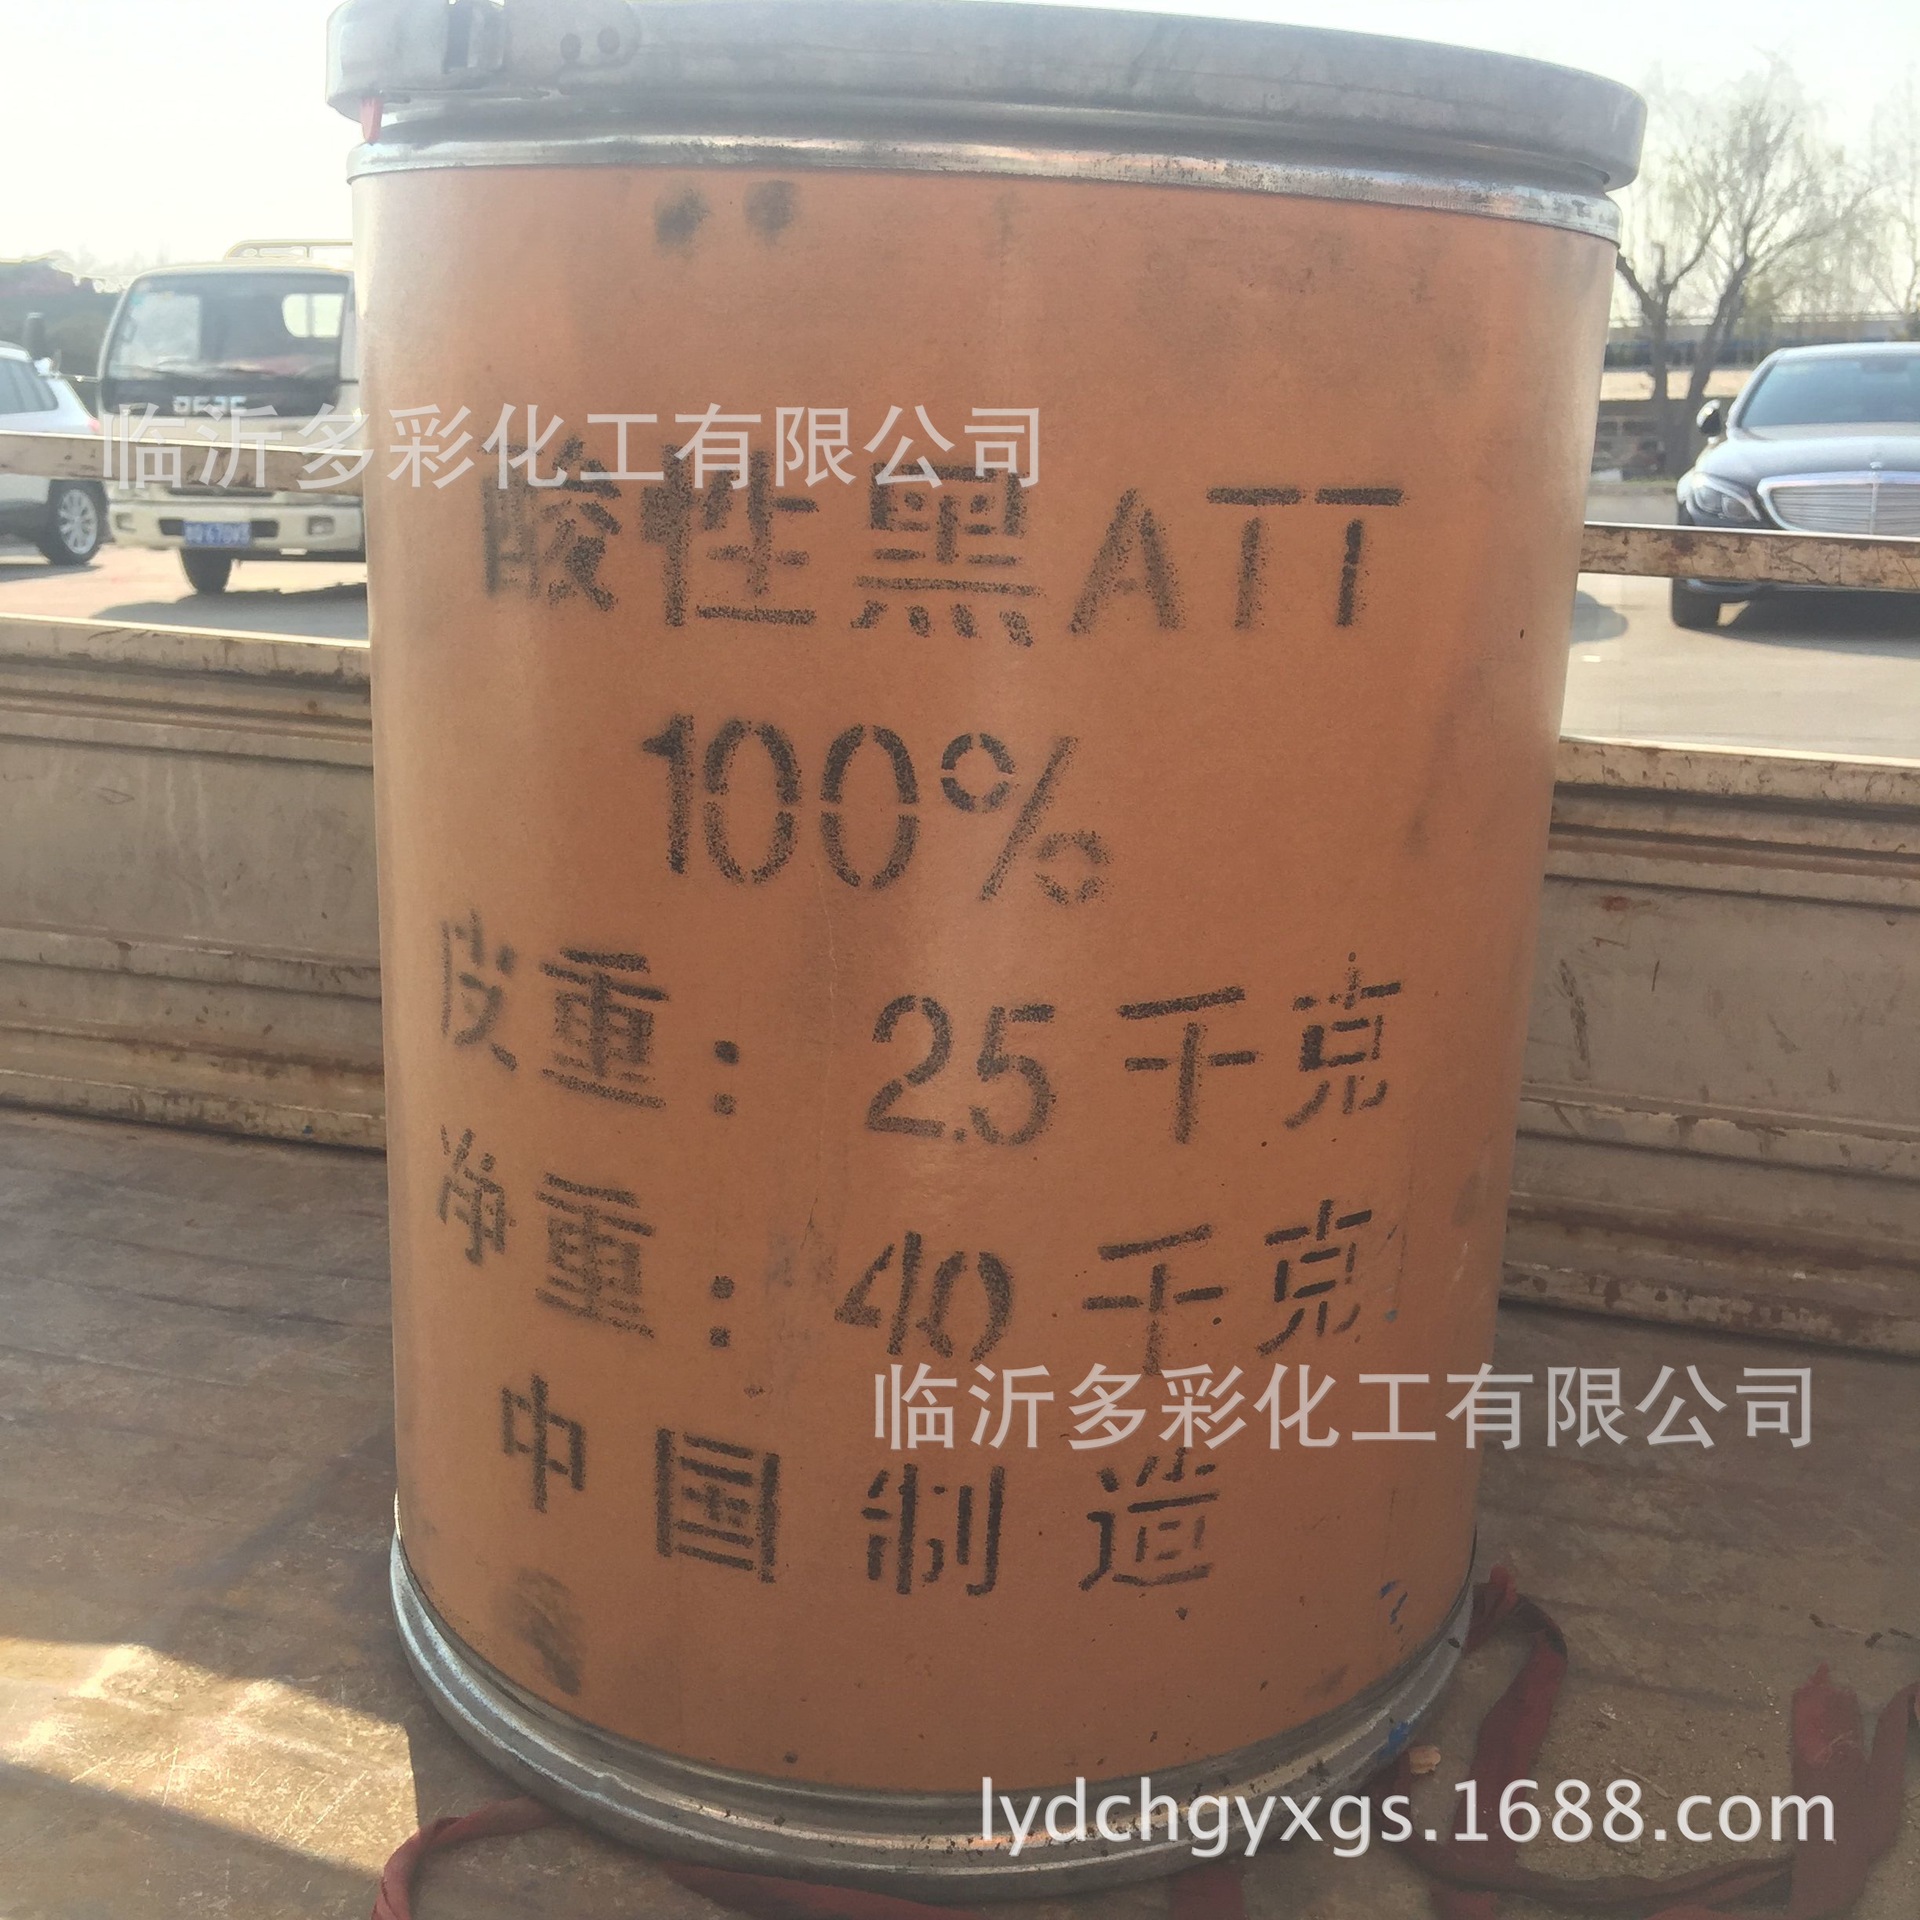 临沂多彩化工有限公司
酸性黑ATT
100%
皮重：2.5千克
净重：40千克
临沂多彩化工有限公司
中国制造
lydchgyxgs.1688.com